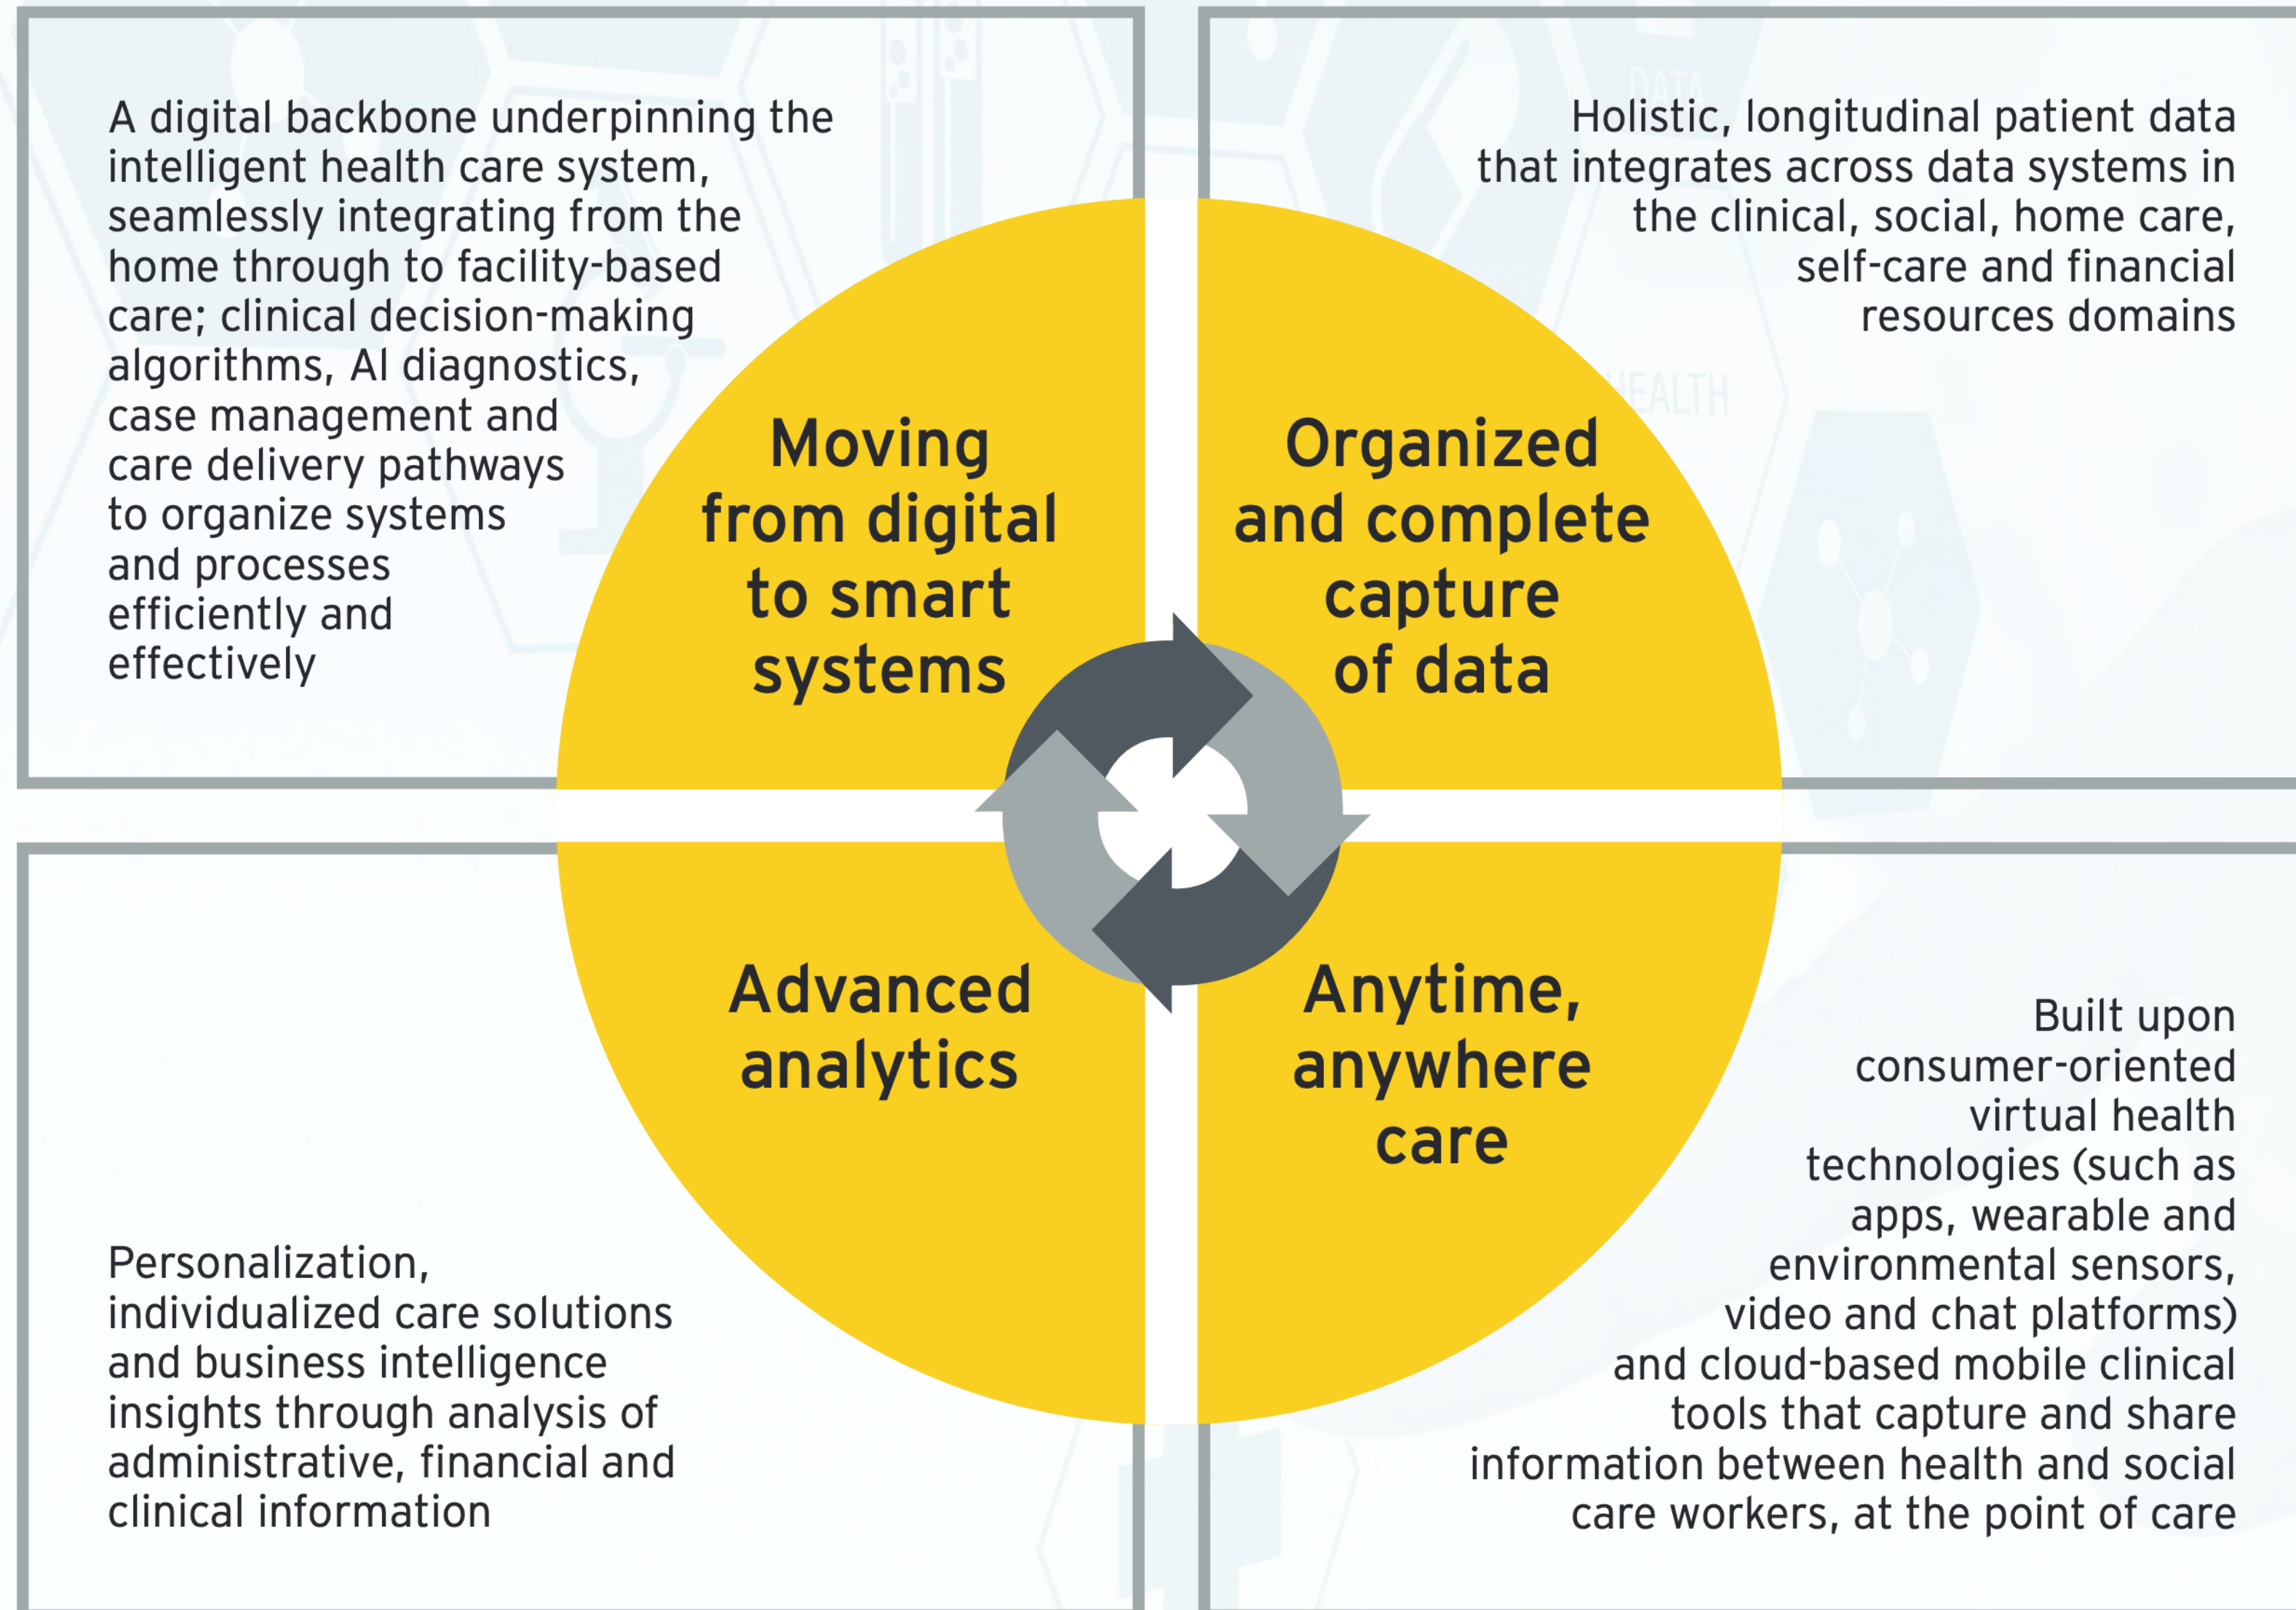 A digital backbone underpinning the
intelligent health care system,
seamlessly integrating from the
home through to facility-based
care; clinical decision-making
algorithms, AI diagnostics,
case management and
care delivery pathways
to organize systems
and processes
efficiently and
effectively
Moving
from digital
to smart
systems
DATA
Holistic, longitudinal patient data
that integrates across data systems in
the clinical, social, home care,
self-care and financial
resources domains
HEALTH
Organized
and complete
capture
of data
Advanced
analytics
Personalization,
individualized care solutions
and business intelligence
insights through analysis of
administrative, financial and
clinical information
Anytime,
anywhere
care
Built upon
consumer-oriented
virtual health
technologies (such as
apps, wearable and
environmental sensors,
video and chat platforms)
and cloud-based mobile clinical
tools that capture and share
information between health and social
care workers, at the point of care